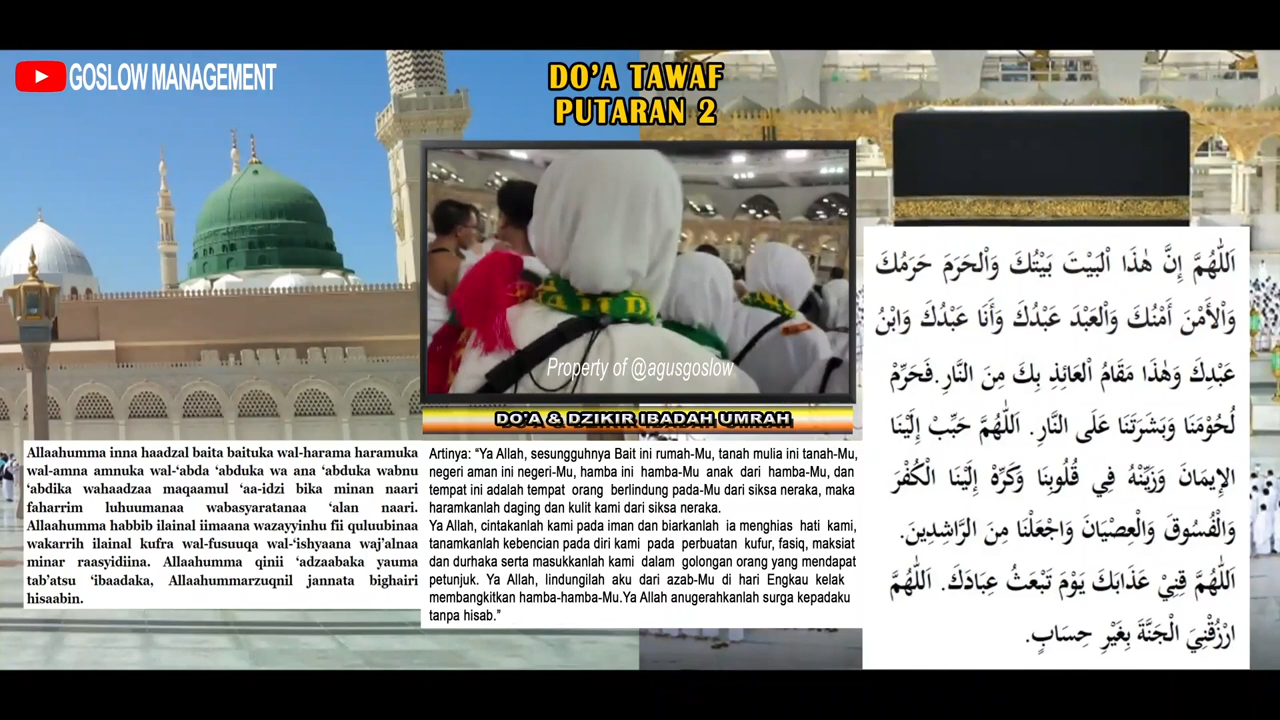 GOSLOW MANAGEMENT
DO'A TAWAF
PUTARAN 2
Property of @agusgoslow
DO'A & DZIKIR IBADAH UMRAH
Allaahumma inna haadzal baita baituka wal-harama haramuka
wal-amna amnuka wal-‘abda ‘abduka wa ana ‘abduka wabnu
‘abdika wahaadzaa maqaamul ‘aa-idzi bika minan naari
faharrim luhuumanaa wabasyaratanaa ‘alan naari.
Allaahumma habbib ilainal iimaana wazayyinhu fii quluubinaa
wakarrih ilainal kufra wal-fusuuqa wal-‘ishyaana waj’alnaa
minar raasyidiina. Allaahumma qinii ‘adzaabaka yauma
tab’atsu ‘ibaadaka, Allaahummarzuqnil jannata bighairi
hisaabin.
Artinya: “Ya Allah, sesungguhnya Bait ini rumah-Mu, tanah mulia ini tanah-Mu,
negeri aman ini negeri-Mu, hamba ini hamba-Mu anak dari hamba-Mu, dan
tempat ini adalah tempat orang berlindung pada-Mu dari siksa neraka, maka
haramkanlah daging dan kulit kami dari siksa neraka.
Ya Allah, cintakanlah kami pada iman dan biarkanlah ia menghias hati kami,
tanamkanlah kebencian pada diri kami pada perbuatan kufur, fasiq, maksiat
dan durhaka serta masukkanlah kami dalam golongan orang yang mendapat
petunjuk. Ya Allah, lindungilah aku dari azab-Mu di hari Engkau kelak
membangkitkan hamba-hamba-Mu.Ya Allah anugerahkanlah surga kepadaku
tanpa hisab.”
اَللّٰهُمَّ إِنَّ هٰذَا اْلبَيْتَ بَيْتُكَ وَاْلحَرَمَ حَرَمُكَ
وَاْلأَمْنَ أَمْنُكَ وَاْلعَبْدَ عَبْدُكَ وَأَنَا عَبْدُكَ وَابْنُ
عَبْدِكَ وَهٰذَا مَقَامُ اْلعَائِذِ بِكَ مِنَ النَّارِ.فَحَرِّمْ
لُحُوْمَنَا وَبَشَرَتَنَا عَلَى النَّارِ. اَللّٰهُمَّ حَبِّبْ إِلَيْنَا
الإِيمَانَ وَزَيِّنْهُ فِي قُلُوبِنَا وَكَرِّهْ إِلَيْنَا الْكُفْرَ
وَالْفُسُوقَ وَالْعِصْيَانَ وَاجْعَلْنَا مِنَ الرَّاشِدِينَ.
اَللّٰهُمَّ قِنِيْ عَذَابَكَ يَوْمَ تَبْعَثُ عِبَادَكَ. اَللّٰهُمَّ
ارْزُقْنِيَ الْجَنَّةَ بِغَيْرِ حِسَابٍ.